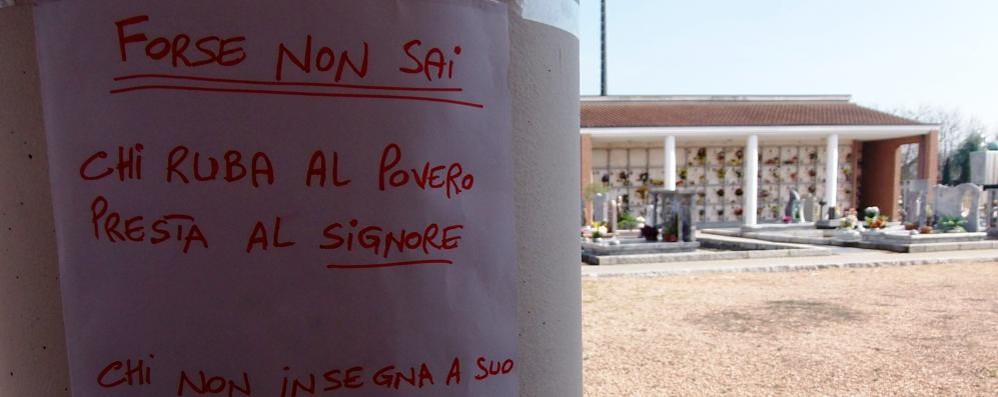 FORSE NON SAI
CHI RUBA AL POVERO
PRESTA AL SIGNORE
CHI NON INSEGNA A SUO